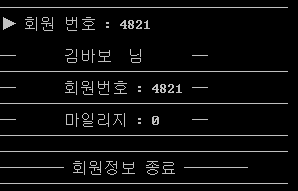 ▶ 회원 번호 : 4821
김바보 님
회원번호 : 4821
마일리지 : 0
회원정보 종료